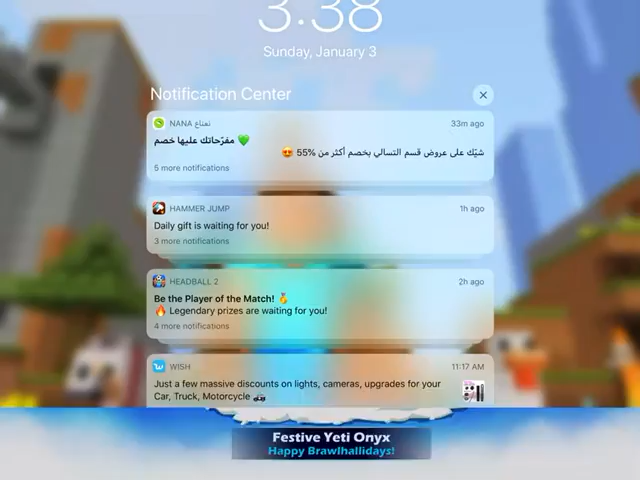 3:38
Sunday, January 3
Notification Center
NANA نعناع
33m ago
مفرّحاتك عليها خصم 💚
شيّك على عروض قسم التسالي بخصم أكثر من 55% 😍
5 more notifications
HAMMER JUMP
1h ago
Daily gift is waiting for you!
3 more notifications
HEADBALL 2
2h ago
Be the Player of the Match! 🏅
🔥 Legendary prizes are waiting for you!
4 more notifications
WISH
11:17 AM
Just a few massive discounts on lights, cameras, upgrades for your
Car, Truck, Motorcycle 🚙
Festive Yeti Onyx
Happy Brawlhallidays!